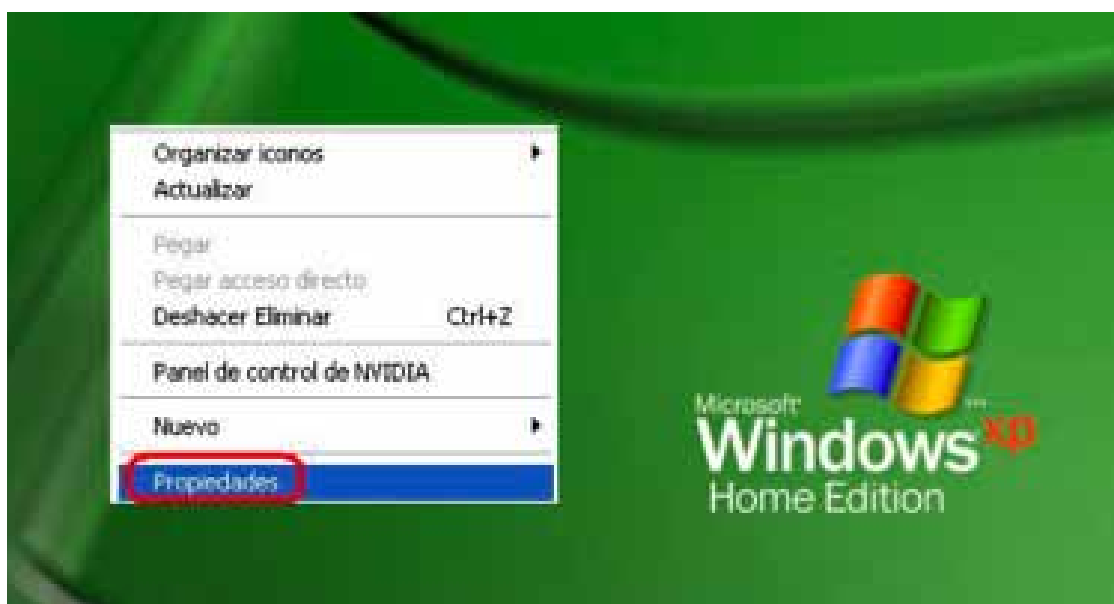 Organizar iconos
Actualizar
Pegar
Pegar acceso directo
Deshacer Eliminar Ctrl+Z
Panel de control de NVIDIA
Nuevo
Propiedades
Microsoft
Windows xp
Home Edition